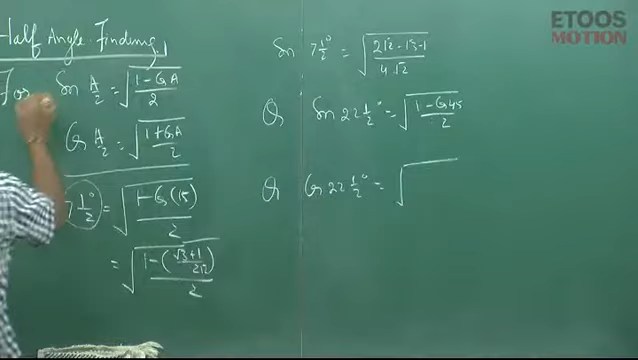 ETOOS
MOTION
Half Angle Finding
For Sin A/2 = √((1-CosA)/2)
Cos A/2 = √((1+CosA)/2)
7 1/2° = √((1-Cos(15))/2)
= √((1-((√3+1)/2√2))/2)
Sin 7 1/2° = √((2√2-√3-1)/4√2)
Q Sin 22 1/2° = √((1-Cos45)/2)
Q Cos 22 1/2° = √